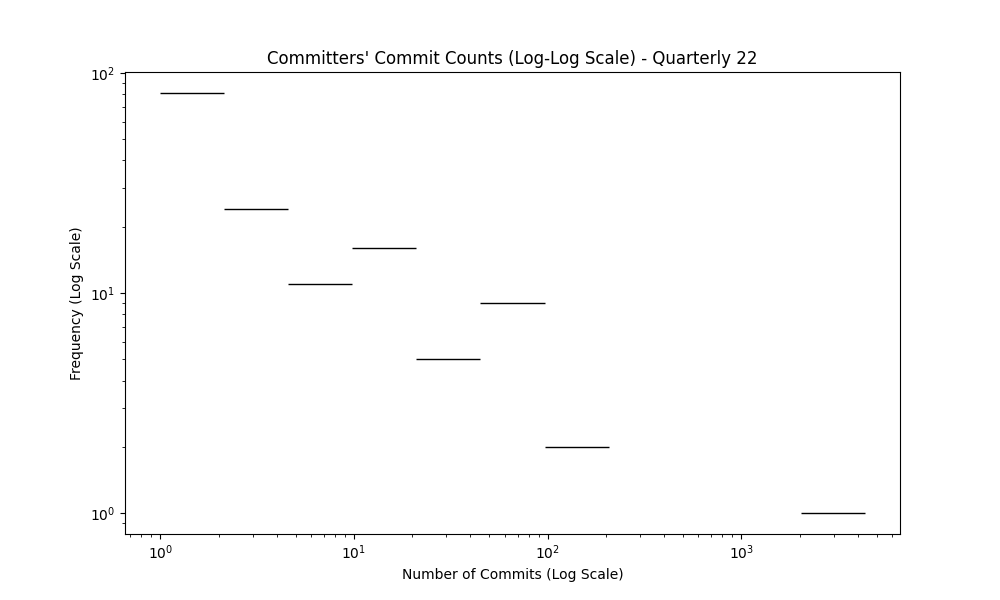 Committers' Commit Counts (Log-Log Scale) - Quarterly 22
Frequency (Log Scale)
10²
10¹
10⁰
10⁰ 10¹ 10² 10³
Number of Commits (Log Scale)